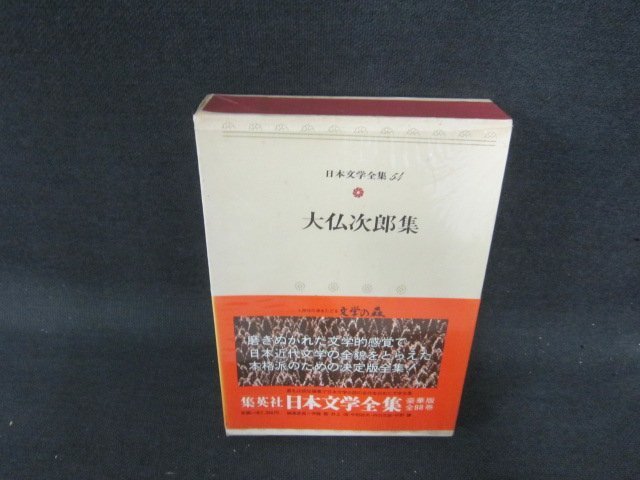 日本文学全集 51
大仏次郎集
文学の森
磨きぬかれた文学的感覚で
日本近代文学の全貌をとらえた
本格派のための決定版全集！
集英社 日本文学全集 豪華版
全88巻